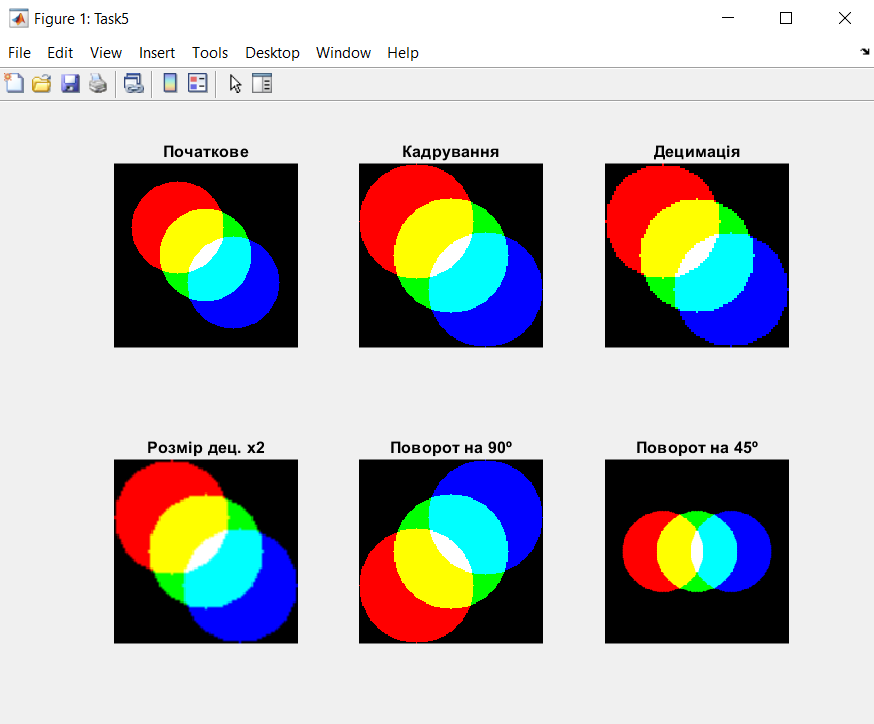 Figure 1: Task5
File Edit View Insert Tools Desktop Window Help
Початкове
Кадрування
Децимація
Розмір дец. x2
Поворот на 90º
Поворот на 45º